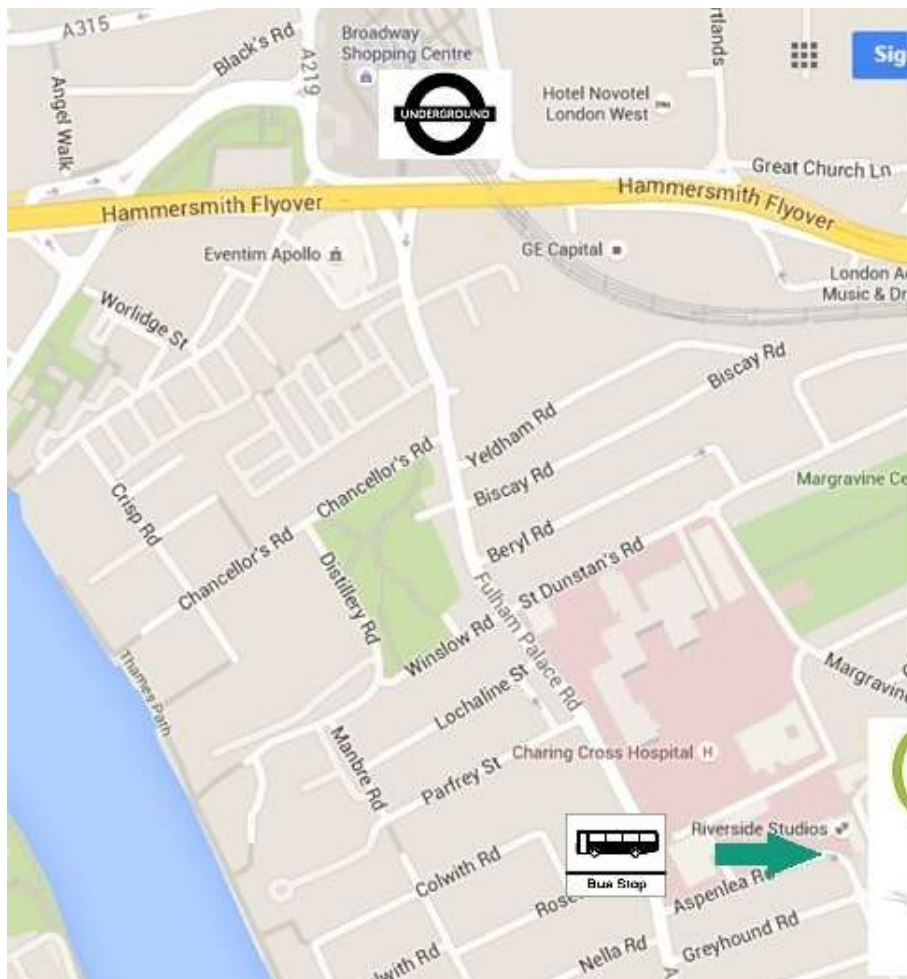 A315
Black's Rd
A219
Broadway
Shopping Centre
UNDERGROUND
Hotel Novotel
London West
Sig
Angel Walk
Great Church Ln
Hammersmith Flyover
Hammersmith Flyover
Eventim Apollo
GE Capital
London A
Music & Dr
Worlidge St
Biscay Rd
Yeldham Rd
Chancellor's Rd
Biscay Rd
Margravine Ce
Crisp Rd
Chancellor's Rd
Beryl Rd
Distillery Rd
St Dunstan's Rd
Fulham Palace Rd
Winslow Rd
Thames Path
Margravine
Lochaline St
Manbre Rd
Charing Cross Hospital H
Parfrey St
Riverside Studios
Bus Stop
Colwith Rd
Aspenlea R
Rose
Greyhound Rd
Nella Rd
lwith Rd
A